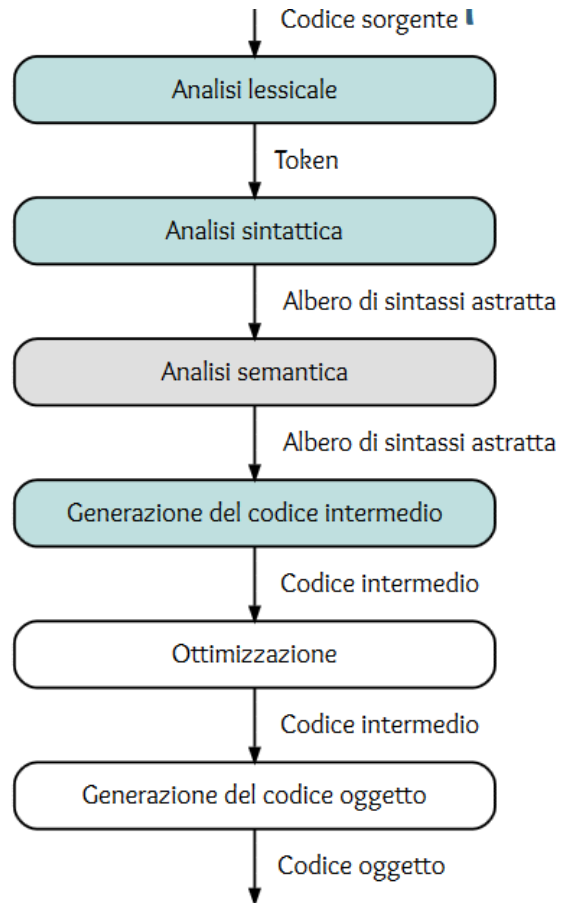 Codice sorgente
Analisi lessicale
Token
Analisi sintattica
Albero di sintassi astratta
Analisi semantica
Albero di sintassi astratta
Generazione del codice intermedio
Codice intermedio
Ottimizzazione
Codice intermedio
Generazione del codice oggetto
Codice oggetto